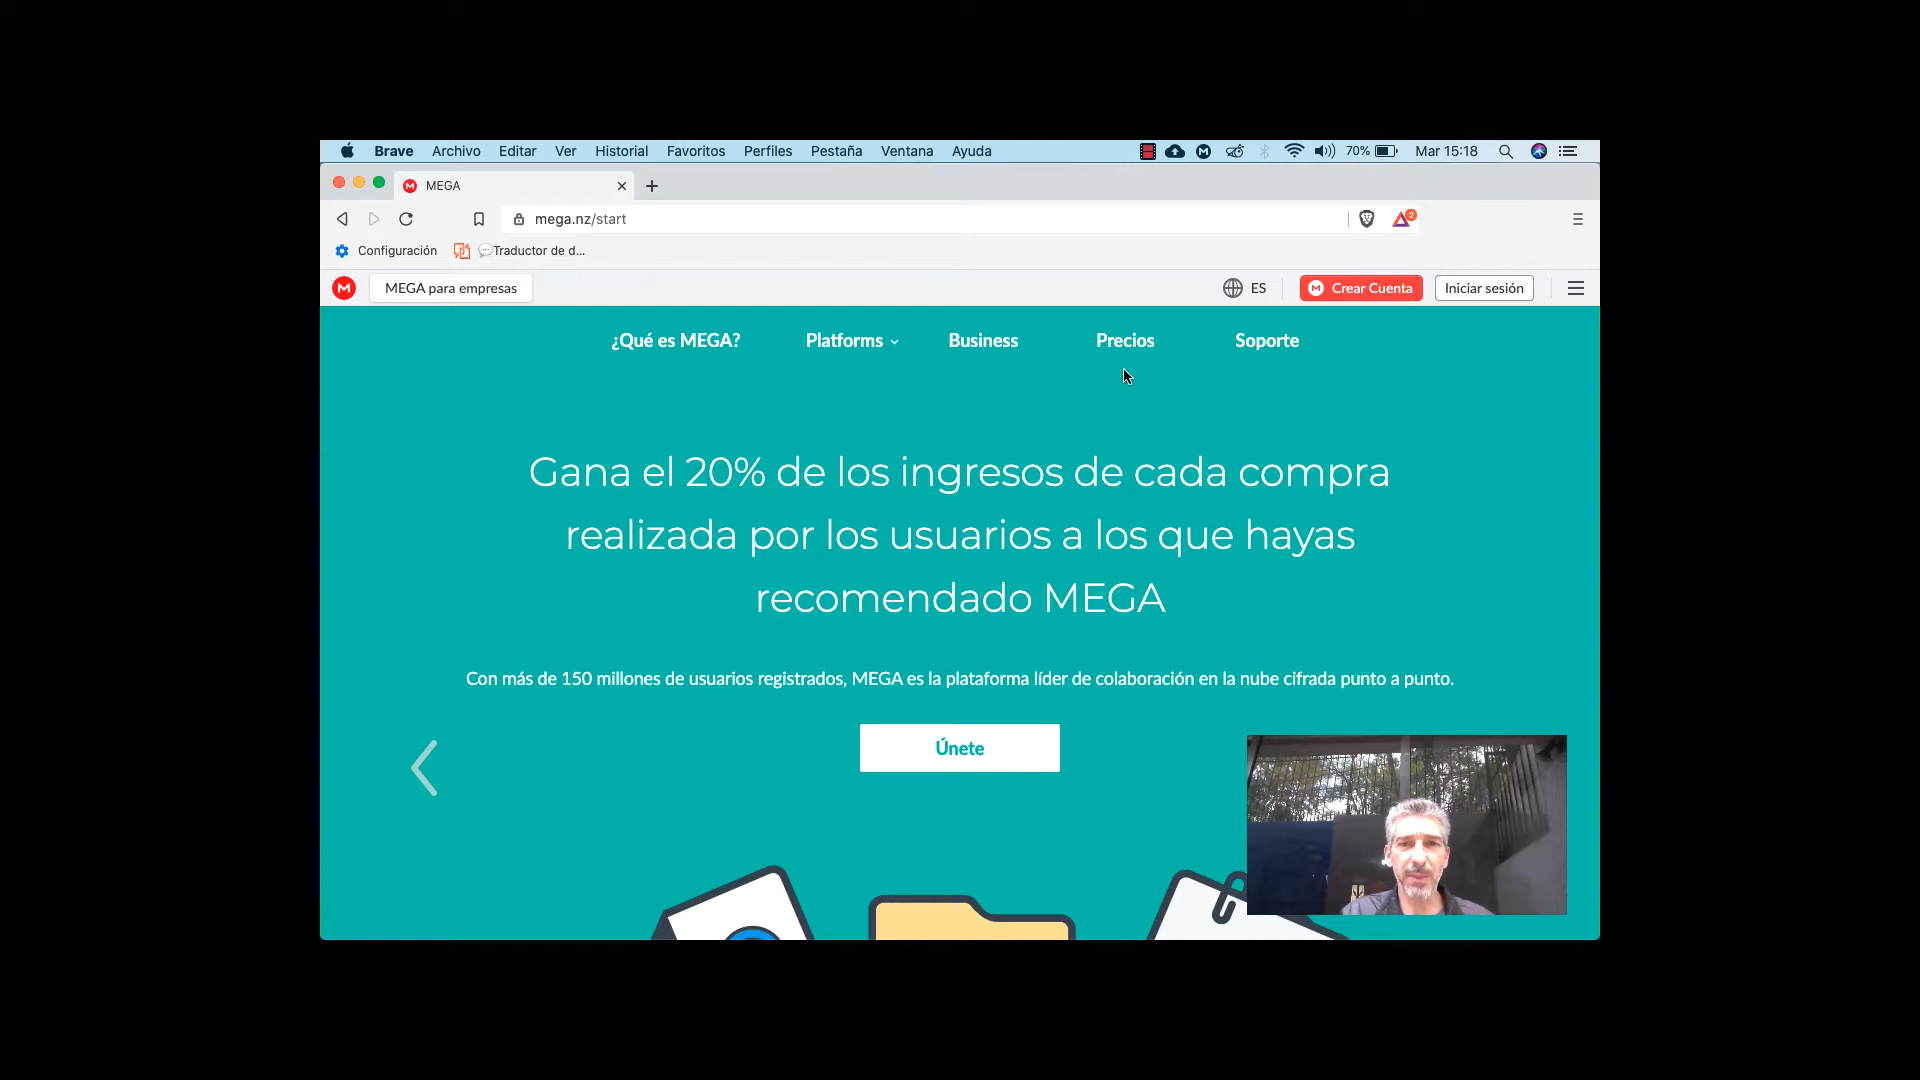 Brave Archivo Editar Ver Historial Favoritos Perfiles Pestaña Ventana Ayuda 70% Mar 15:18
MEGA
mega.nz/start
2
Configuración Traductor de d...
MEGA para empresas ES Crear Cuenta Iniciar sesión
¿Qué es MEGA? Platforms Business Precios Soporte
Gana el 20% de los ingresos de cada compra
realizada por los usuarios a los que hayas
recomendado MEGA
Con más de 150 millones de usuarios registrados, MEGA es la plataforma líder de colaboración en la nube cifrada punto a punto.
Únete